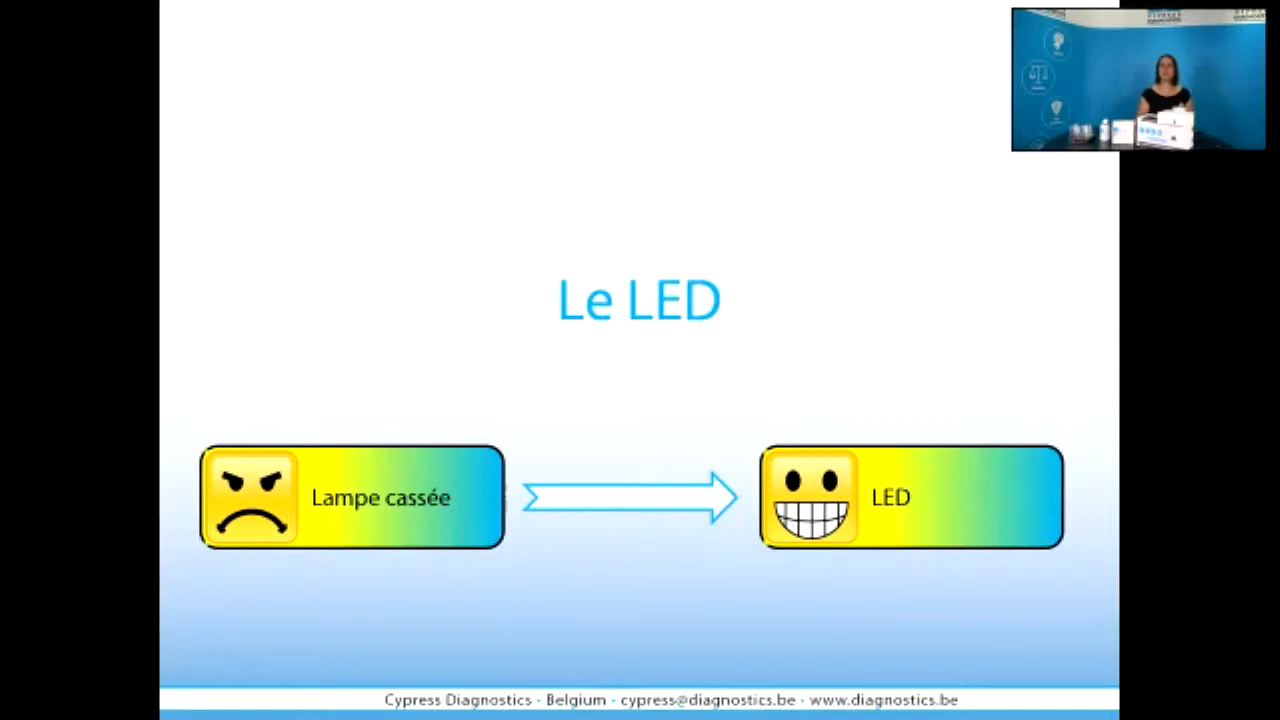 Le LED
Lampe cassée
LED
Cypress Diagnostics - Belgium - cypress@diagnostics.be - www.diagnostics.be